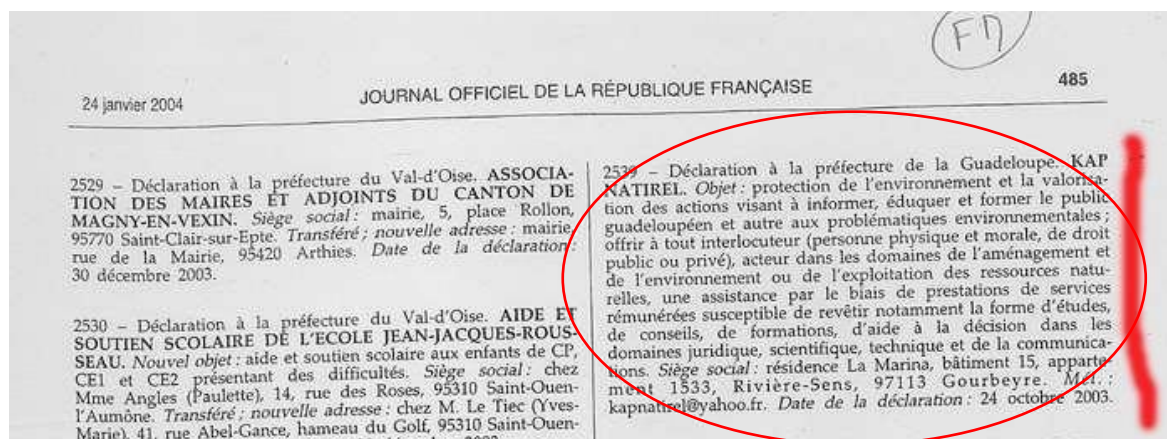 FN
24 janvier 2004
JOURNAL OFFICIEL DE LA RÉPUBLIQUE FRANÇAISE
485
2529 – Déclaration à la préfecture du Val-d'Oise. ASSOCIA-
TION DES MAIRES ET ADJOINTS DU CANTON DE
MAGNY-EN-VEXIN. Siège social : mairie, 5, place Rollon,
95770 Saint-Clair-sur-Epte. Transféré ; nouvelle adresse : mairie,
rue de la Mairie, 95420 Arthies. Date de la déclaration :
30 décembre 2003.
2530 – Déclaration à la préfecture du Val-d'Oise. AIDE ET
SOUTIEN SCOLAIRE DE L'ECOLE JEAN-JACQUES-ROUS-
SEAU. Nouvel objet : aide et soutien scolaire aux enfants de CP,
CE1 et CE2 présentant des difficultés. Siège social : chez
Mme Angles (Paulette), 14, rue des Roses, 95310 Saint-Ouen-
l'Aumône. Transféré ; nouvelle adresse : chez M. Le Tiec (Yves-
Marie), 41, rue Abel-Gance, hameau du Golf, 95310 Saint-Ouen-
2539 – Déclaration à la préfecture de la Guadeloupe. KAP
NATIREL. Objet : protection de l'environnement et la valorisa-
tion des actions visant à informer, éduquer et former le public
guadeloupéen et autre aux problématiques environnementales ;
offrir à tout interlocuteur (personne physique et morale, de droit
public ou privé), acteur dans les domaines de l'aménagement et
de l'environnement ou de l'exploitation des ressources natu-
relles, une assistance par le biais de prestations de services
rémunérées susceptible de revêtir notamment la forme d'études,
de conseils, de formations, d'aide à la décision dans les
domaines juridique, scientifique, technique et de la communica-
tions. Siège social : résidence La Marina, bâtiment 15, apparte-
ment 1533, Rivière-Sens, 97113 Gourbeyre. Mél. :
kapnatirel@yahoo.fr. Date de la déclaration : 24 octobre 2003.